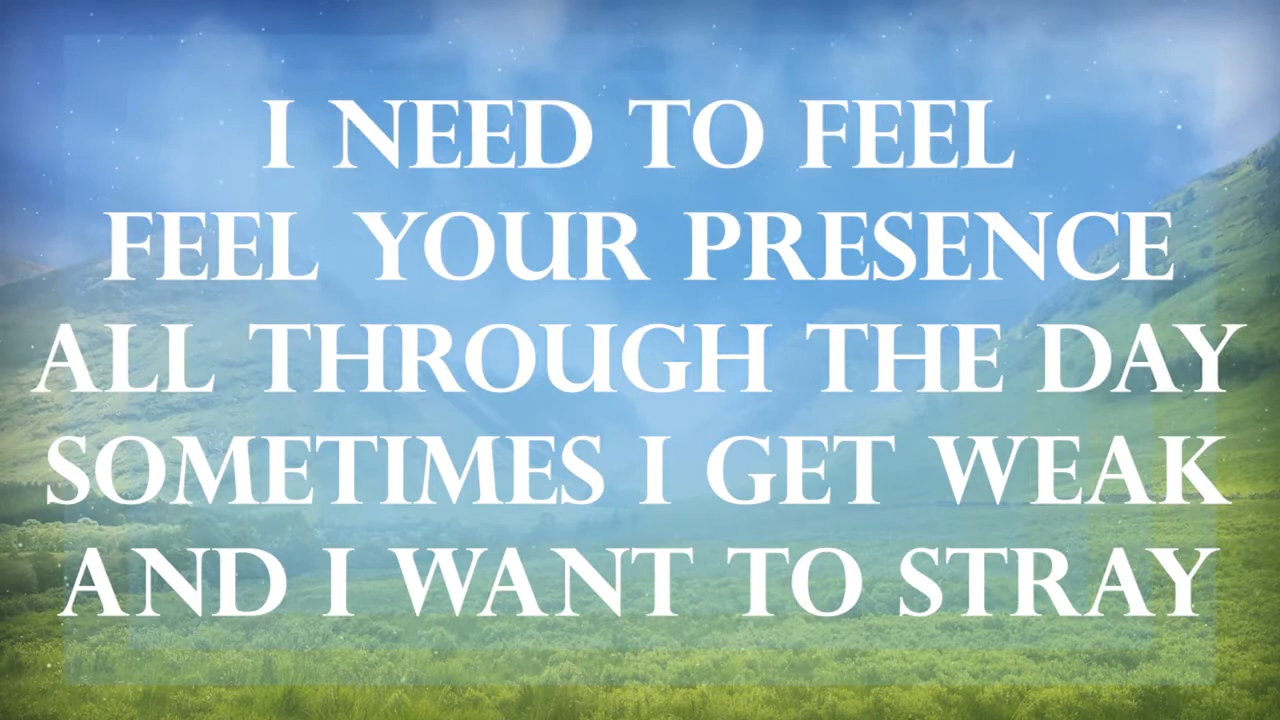 I NEED TO FEEL
FEEL YOUR PRESENCE
ALL THROUGH THE DAY
SOMETIMES I GET WEAK
AND I WANT TO STRAY